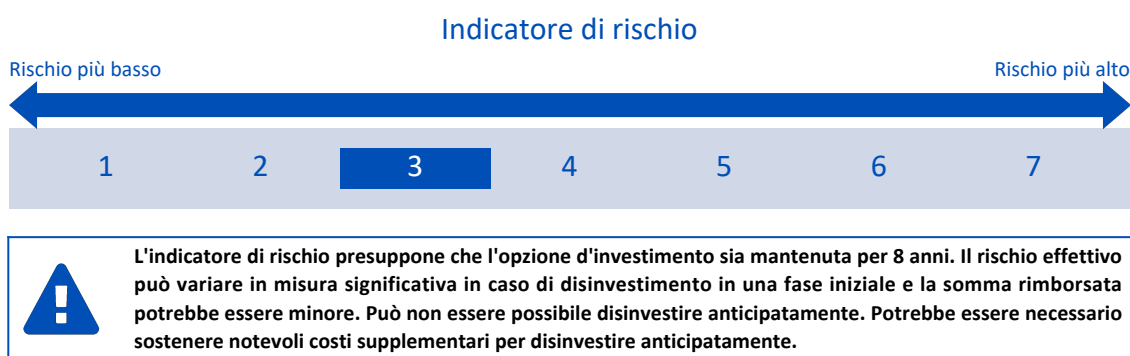 Indicatore di rischio
Rischio più basso
Rischio più alto
1 2 3 4 5 6 7
L'indicatore di rischio presuppone che l'opzione d'investimento sia mantenuta per 8 anni. Il rischio effettivo
può variare in misura significativa in caso di disinvestimento in una fase iniziale e la somma rimborsata
potrebbe essere minore. Può non essere possibile disinvestire anticipatamente. Potrebbe essere necessario
sostenere notevoli costi supplementari per disinvestire anticipatamente.